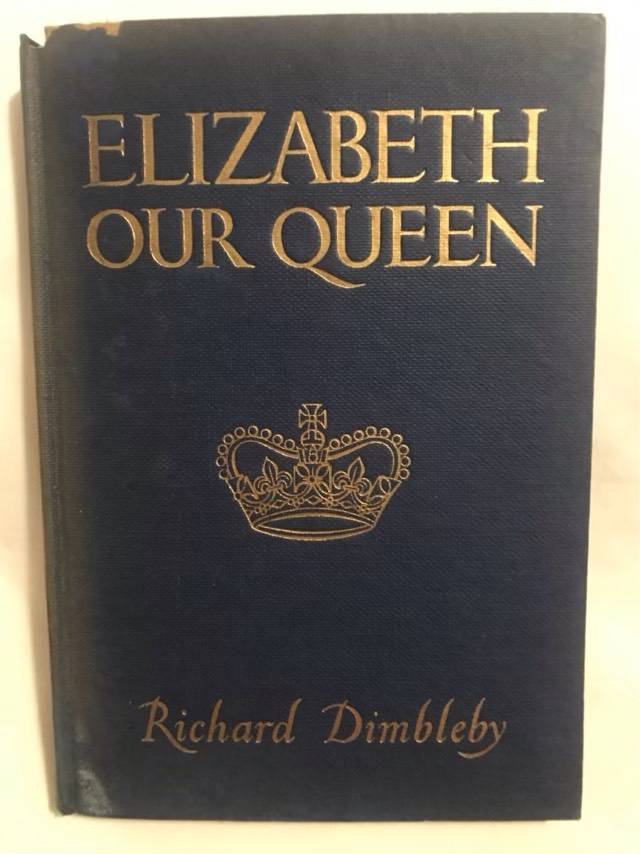 ELIZABETH
OUR QUEEN
Richard Dimbleby